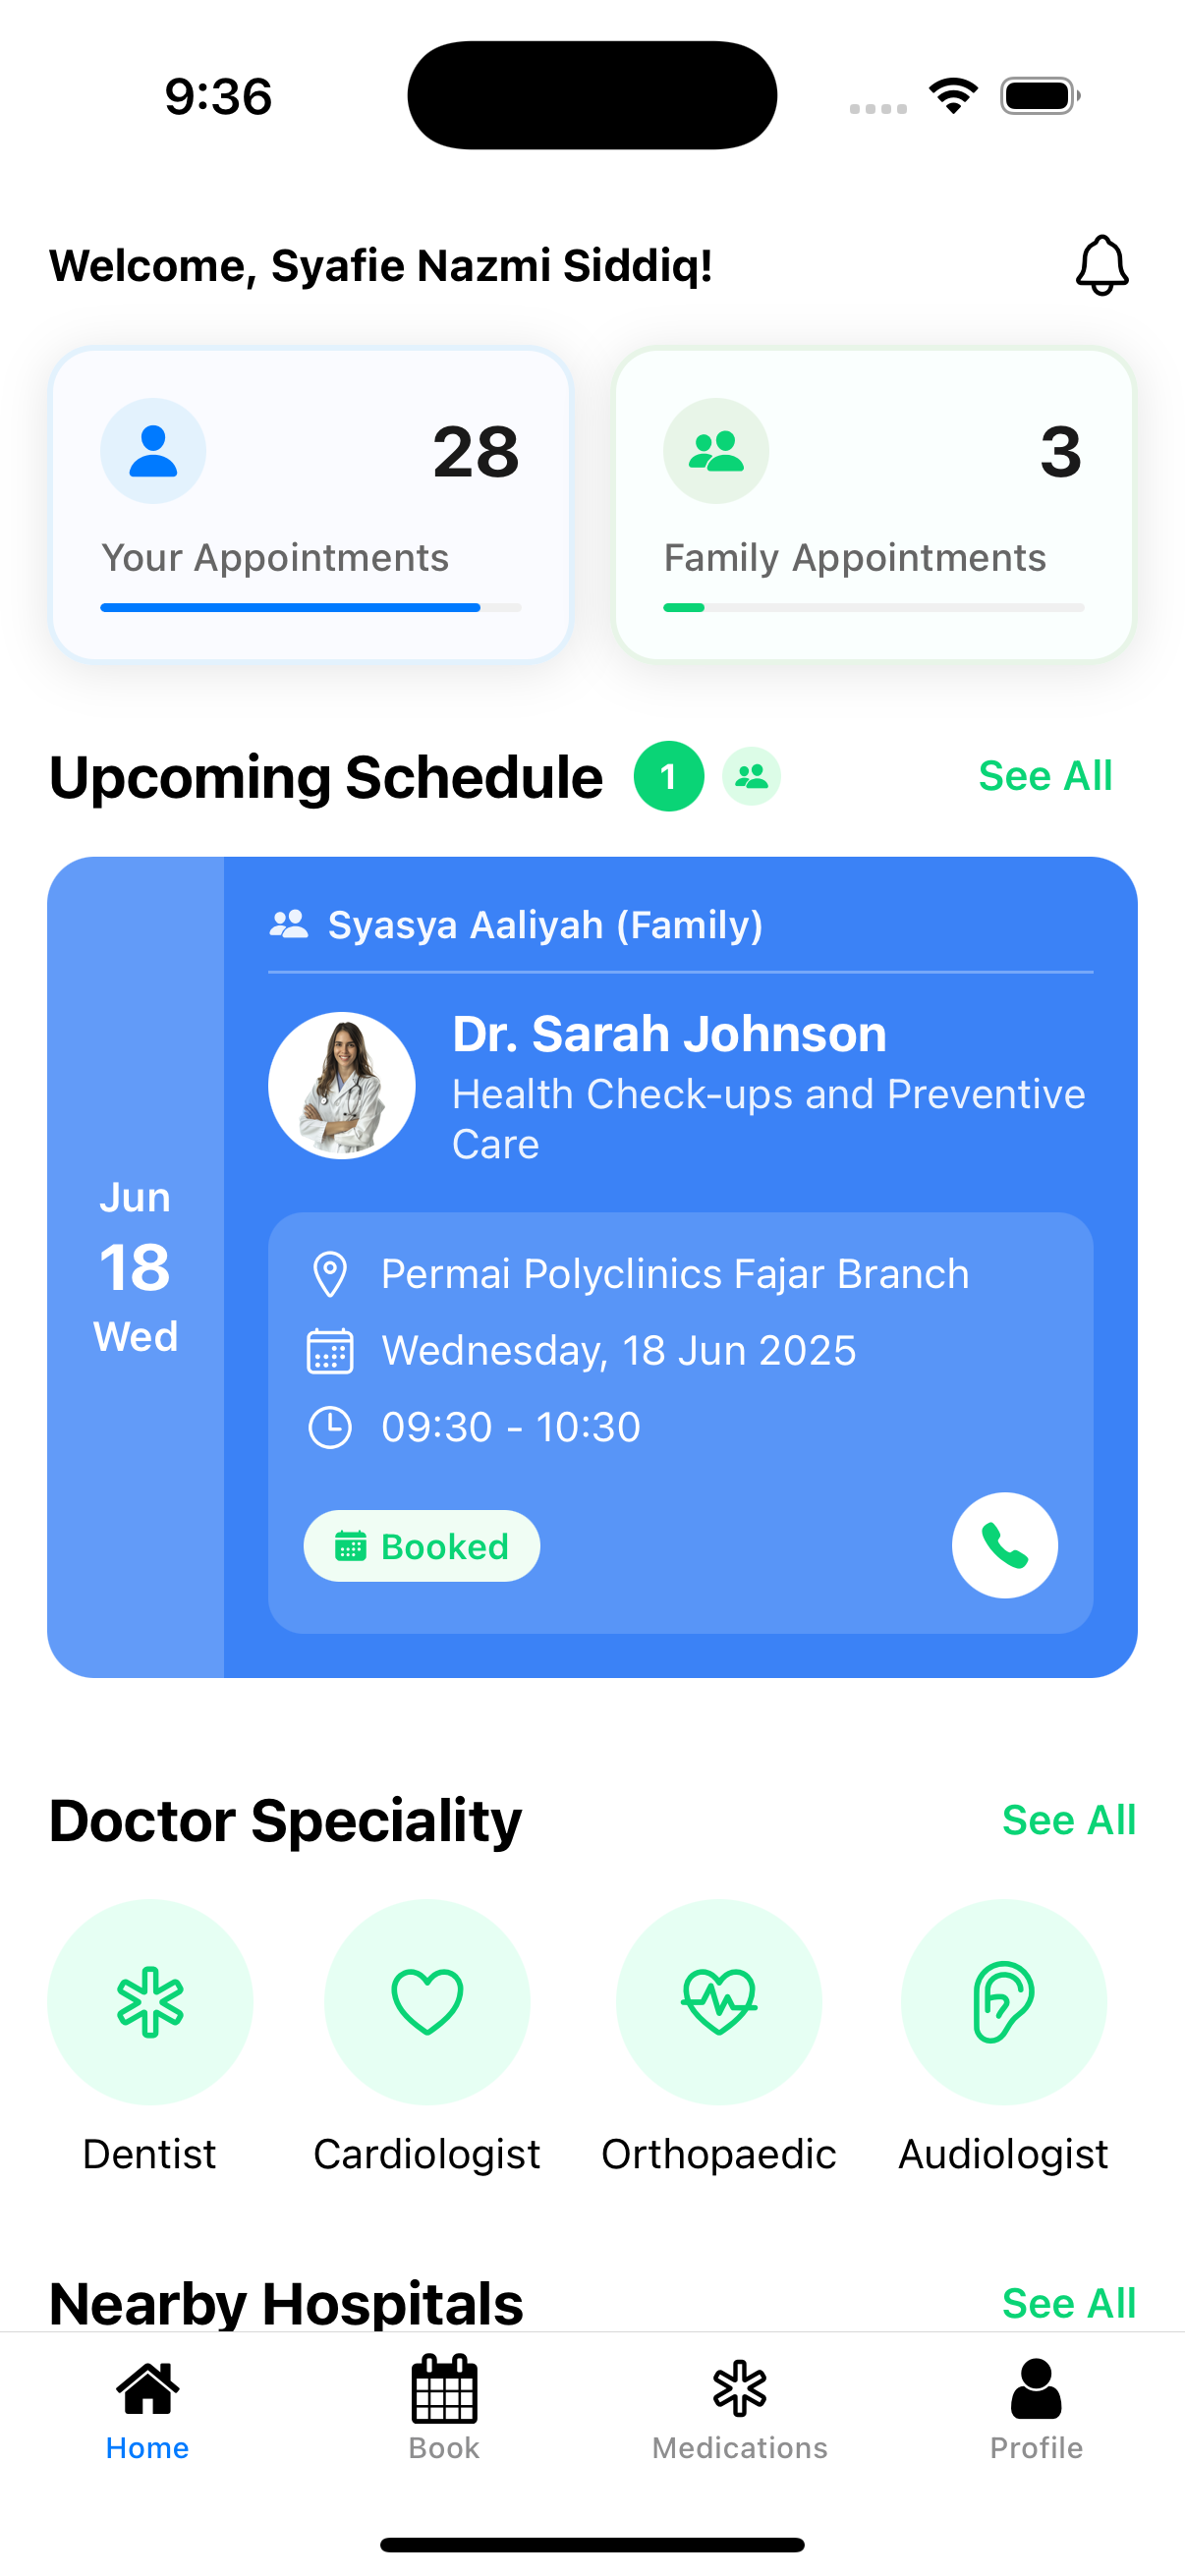 9:36
Welcome, Syafie Nazmi Siddiq!
28
Your Appointments
3
Family Appointments
Upcoming Schedule 1 See All
Jun
18
Wed
Syasya Aaliyah (Family)
Dr. Sarah Johnson
Health Check-ups and Preventive
Care
Permai Polyclinics Fajar Branch
Wednesday, 18 Jun 2025
09:30 - 10:30
Booked
Doctor Speciality See All
Dentist Cardiologist Orthopaedic Audiologist
Nearby Hospitals See All
Home Book Medications Profile